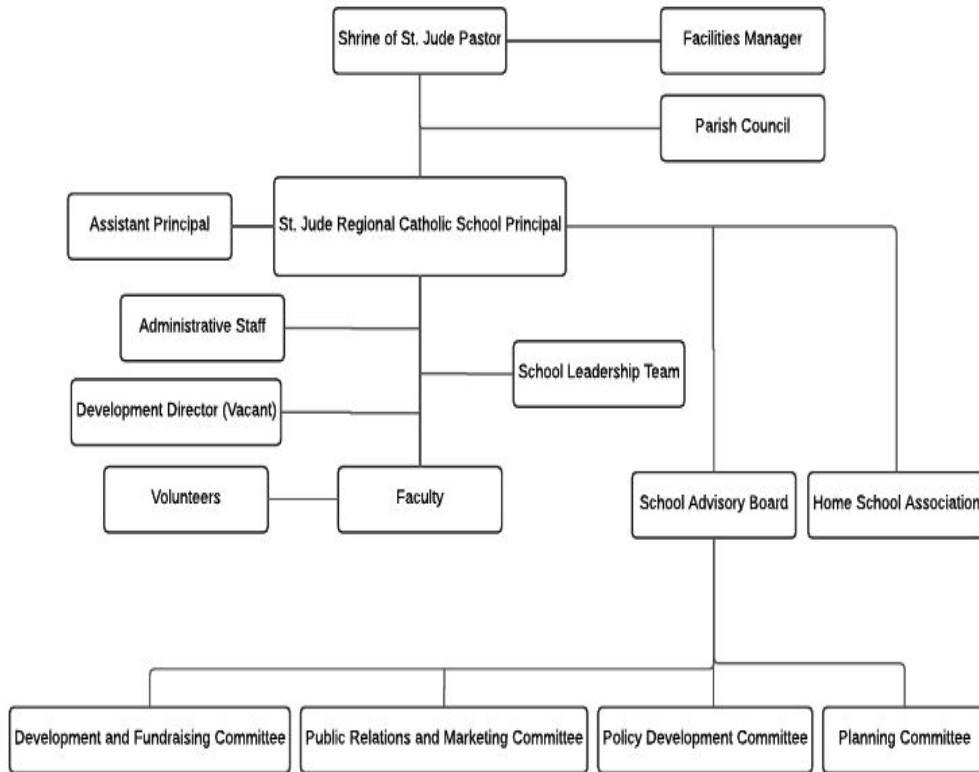 Shrine of St. Jude Pastor
Facilities Manager
Parish Council
Assistant Principal
St. Jude Regional Catholic School Principal
Administrative Staff
School Leadership Team
Development Director (Vacant)
Volunteers
Faculty
School Advisory Board
Home School Association
Development and Fundraising Committee
Public Relations and Marketing Committee
Policy Development Committee
Planning Committee